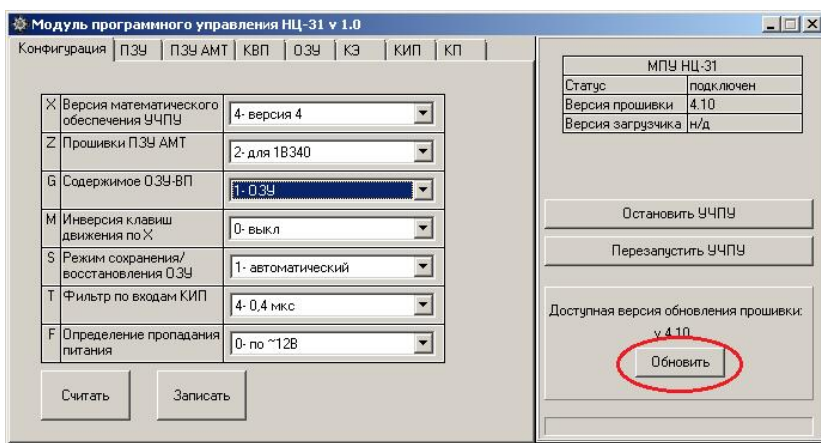 Модуль программного управления НЦ-31 v 1.0
Конфигурация ПЗУ ПЗУ АМТ КВП ОЗУ КЭ КИП КП
X Версия математического
обеспечения УЧПУ
4- версия 4
Z Прошивки ПЗУ АМТ
2- для 1В340
G Содержимое ОЗУ-ВП
1- ОЗУ
M Инверсия клавиш
движения по X
0- выкл
S Режим сохранения/
восстановления ОЗУ
1- автоматический
T Фильтр по входам КИП
4- 0,4 мкс
F Определение пропадания
питания
0- по ~12В
Считать Записать
МПУ НЦ-31
Статус подключен
Версия прошивки 4.10
Версия загрузчика н/д
Остановить УЧПУ
Перезапустить УЧПУ
Доступная версия обновления прошивки:
v 4.10
Обновить